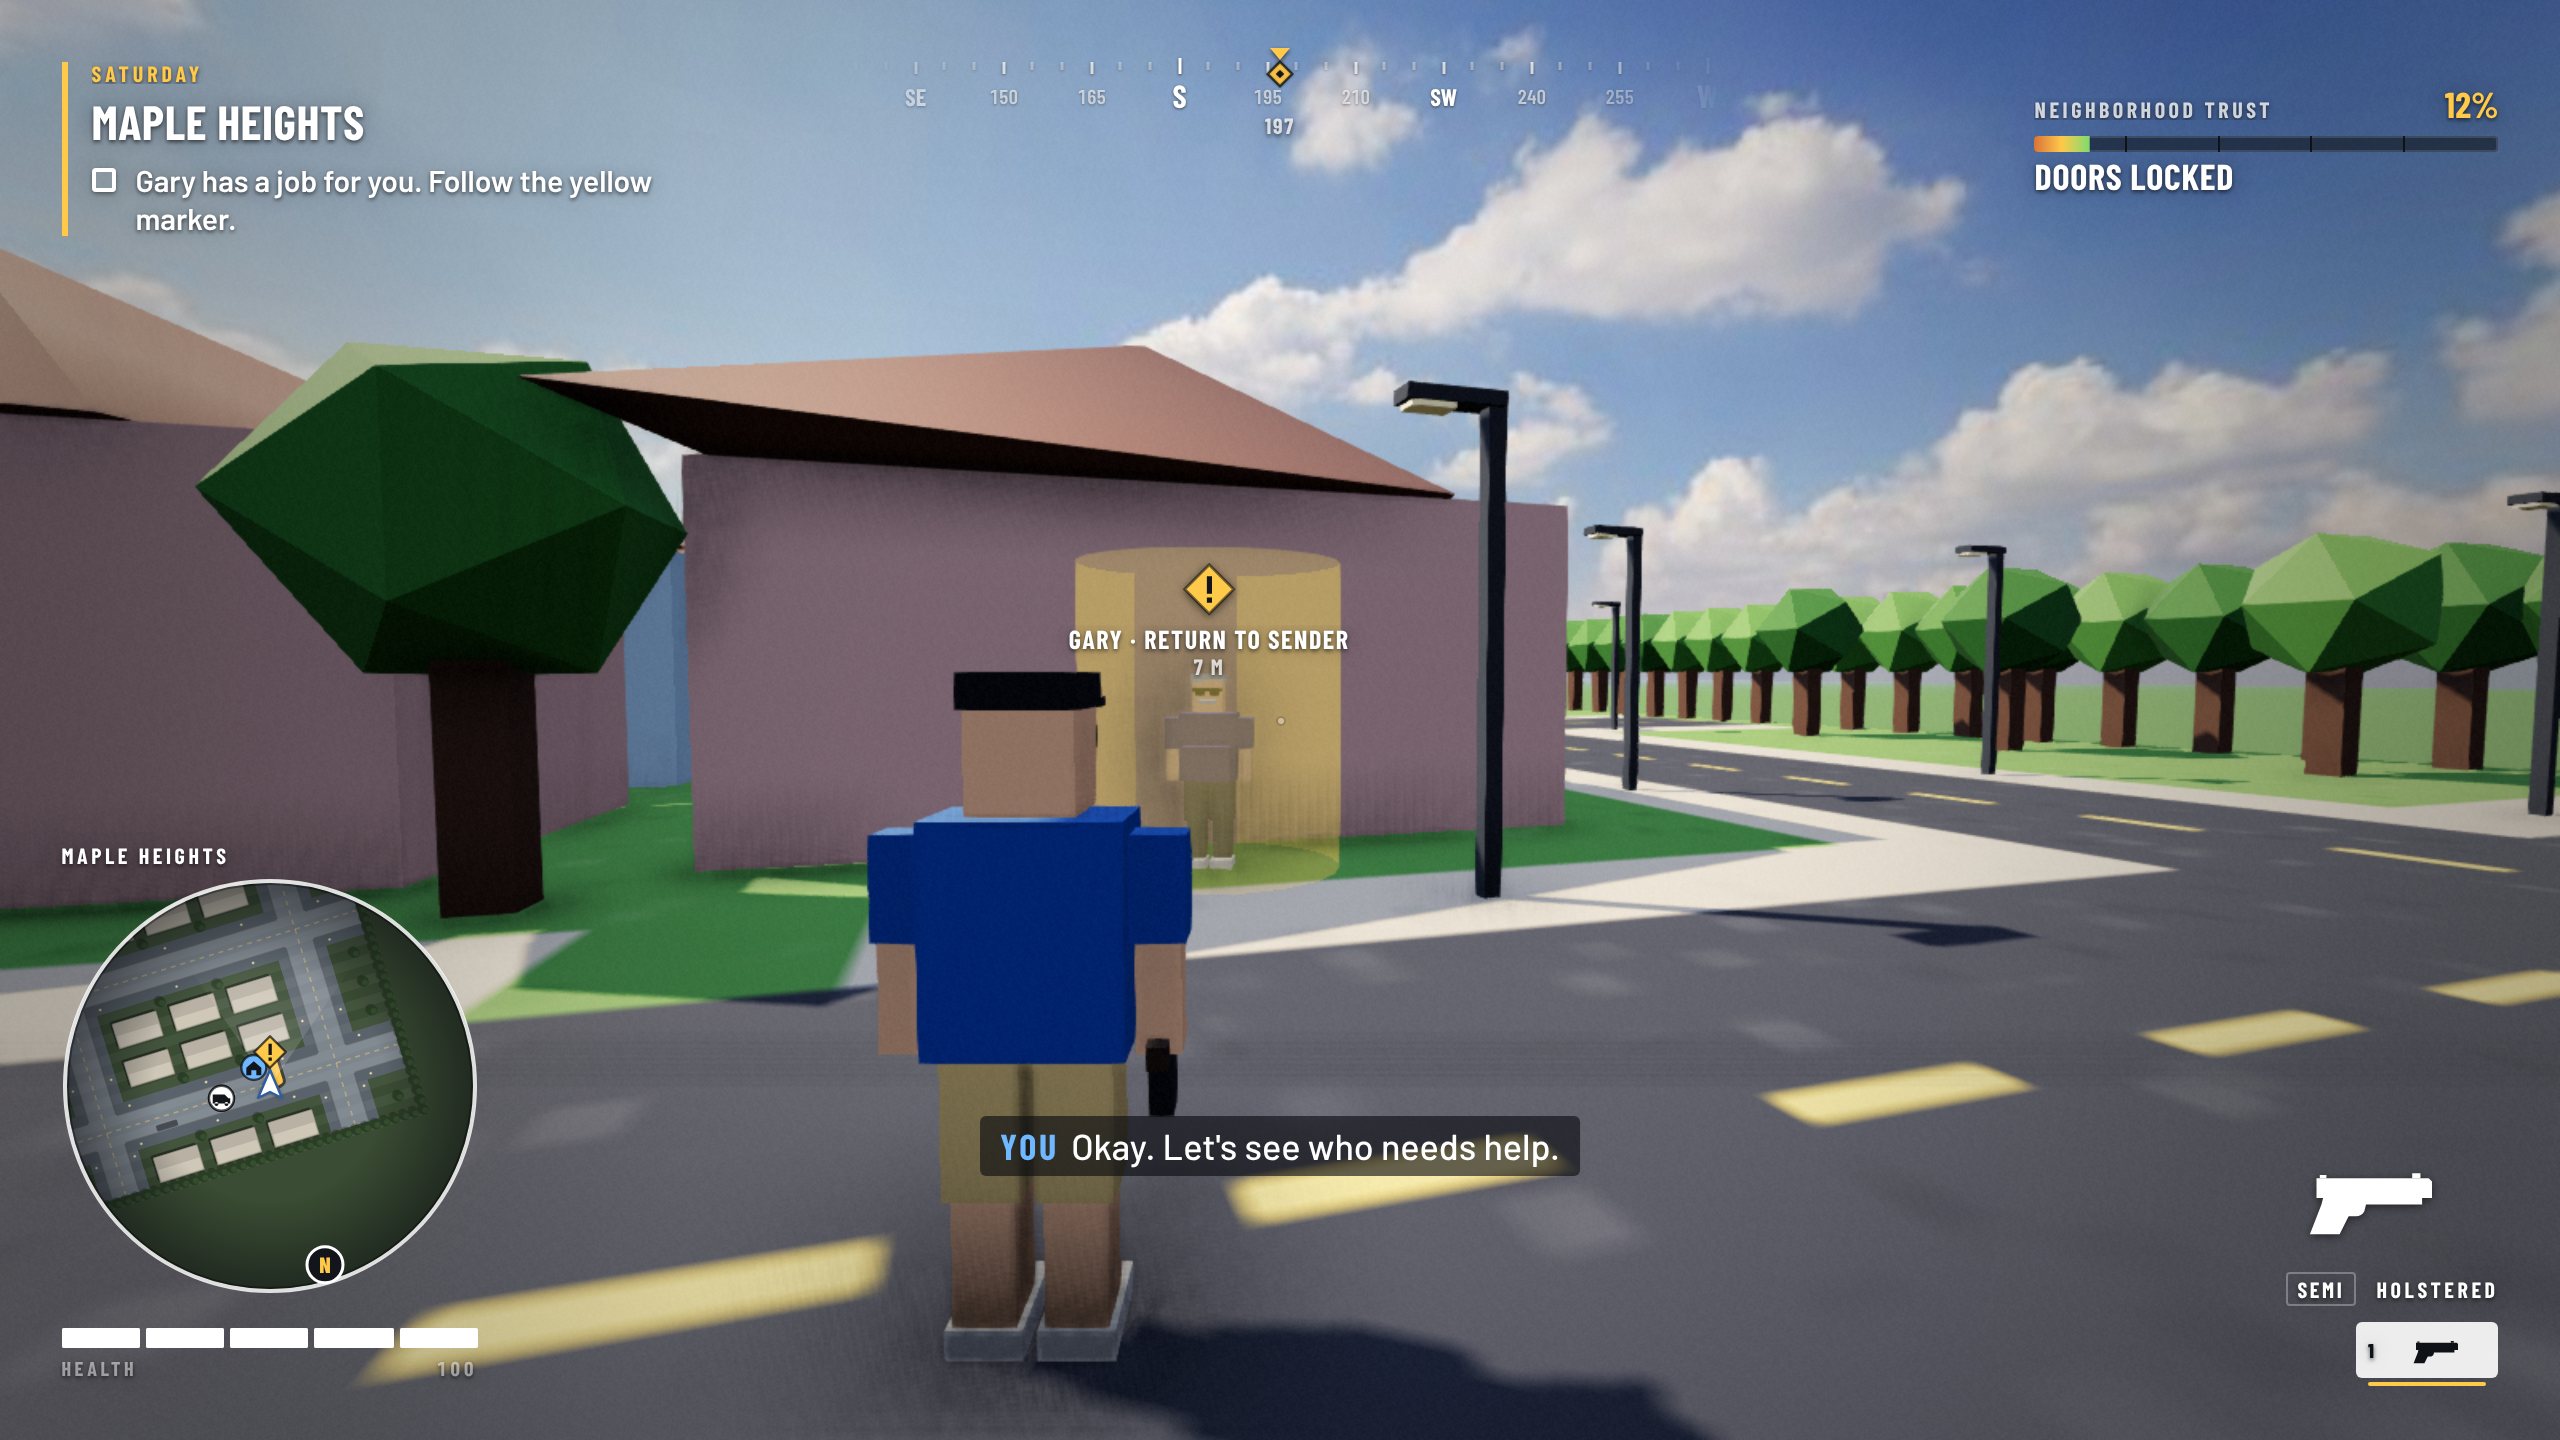 SATURDAY
MAPLE HEIGHTS
Gary has a job for you. Follow the yellow
marker.
SE 150 165 S 195 210 SW 240 255 W
197
NEIGHBORHOOD TRUST 12%
DOORS LOCKED
!
GARY · RETURN TO SENDER
7 M
MAPLE HEIGHTS
!
N
HEALTH 100
YOU Okay. Let's see who needs help.
SEMI HOLSTERED
1